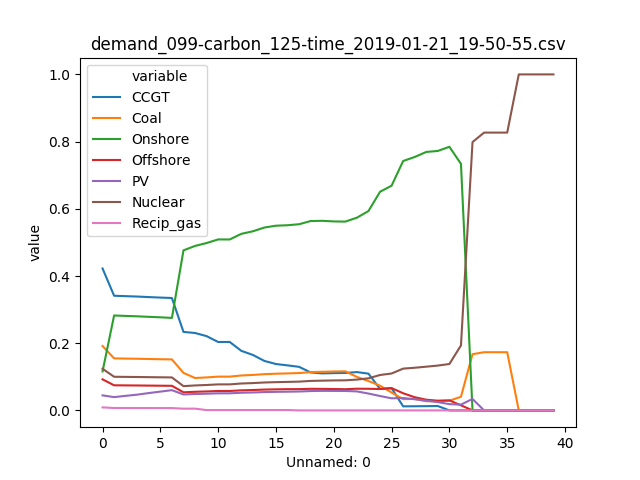 demand_099-carbon_125-time_2019-01-21_19-50-55.csv
variable
CCGT
Coal
Onshore
Offshore
PV
Nuclear
Recip_gas
value
1.0
0.8
0.6
0.4
0.2
0.0
0 5 10 15 20 25 30 35 40
Unnamed: 0